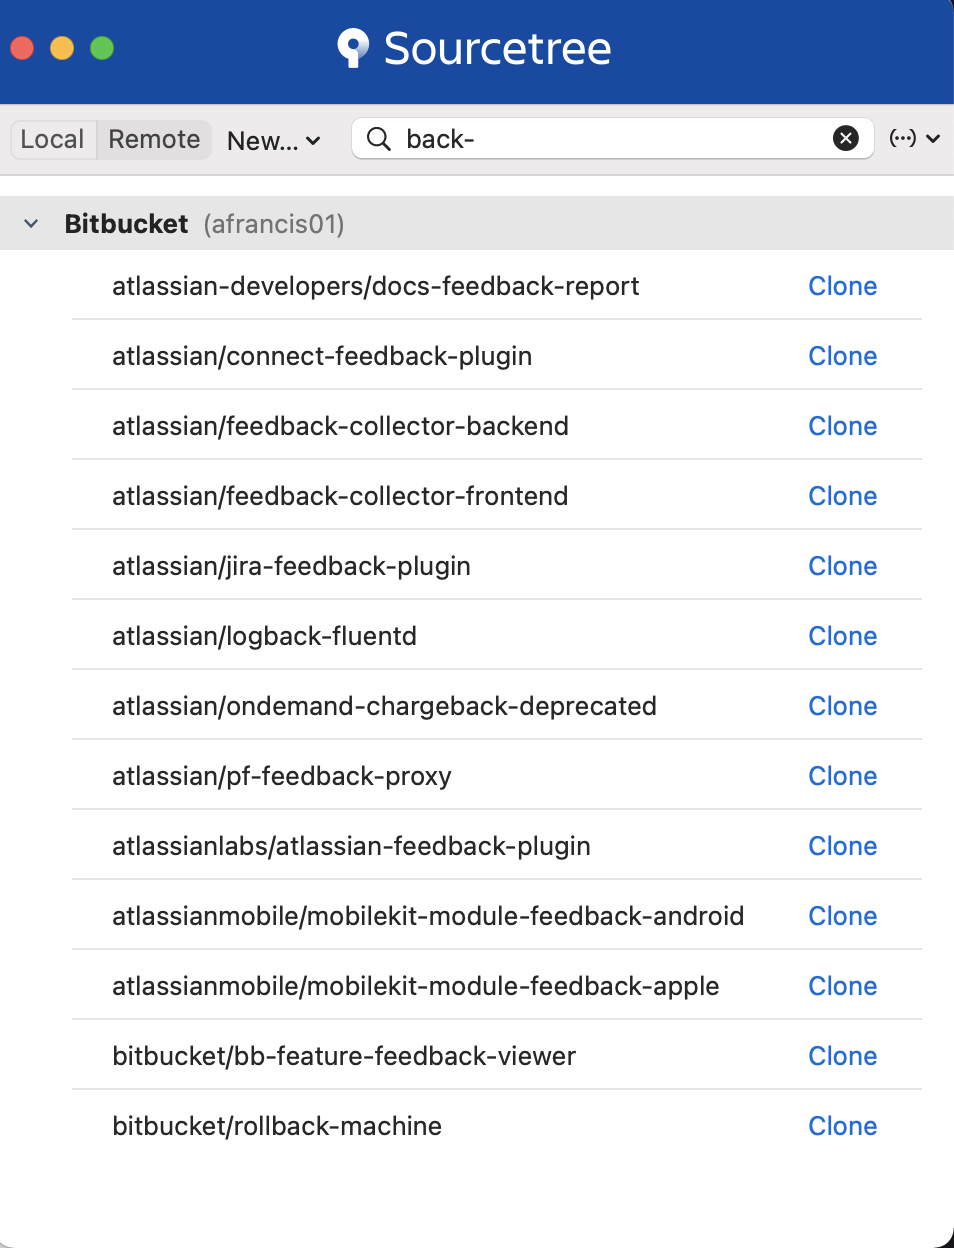 Sourcetree
Local Remote New... back-
Bitbucket (afrancis01)
atlassian-developers/docs-feedback-report Clone
atlassian/connect-feedback-plugin Clone
atlassian/feedback-collector-backend Clone
atlassian/feedback-collector-frontend Clone
atlassian/jira-feedback-plugin Clone
atlassian/logback-fluentd Clone
atlassian/ondemand-chargeback-deprecated Clone
atlassian/pf-feedback-proxy Clone
atlassianlabs/atlassian-feedback-plugin Clone
atlassianmobile/mobilekit-module-feedback-android Clone
atlassianmobile/mobilekit-module-feedback-apple Clone
bitbucket/bb-feature-feedback-viewer Clone
bitbucket/rollback-machine Clone